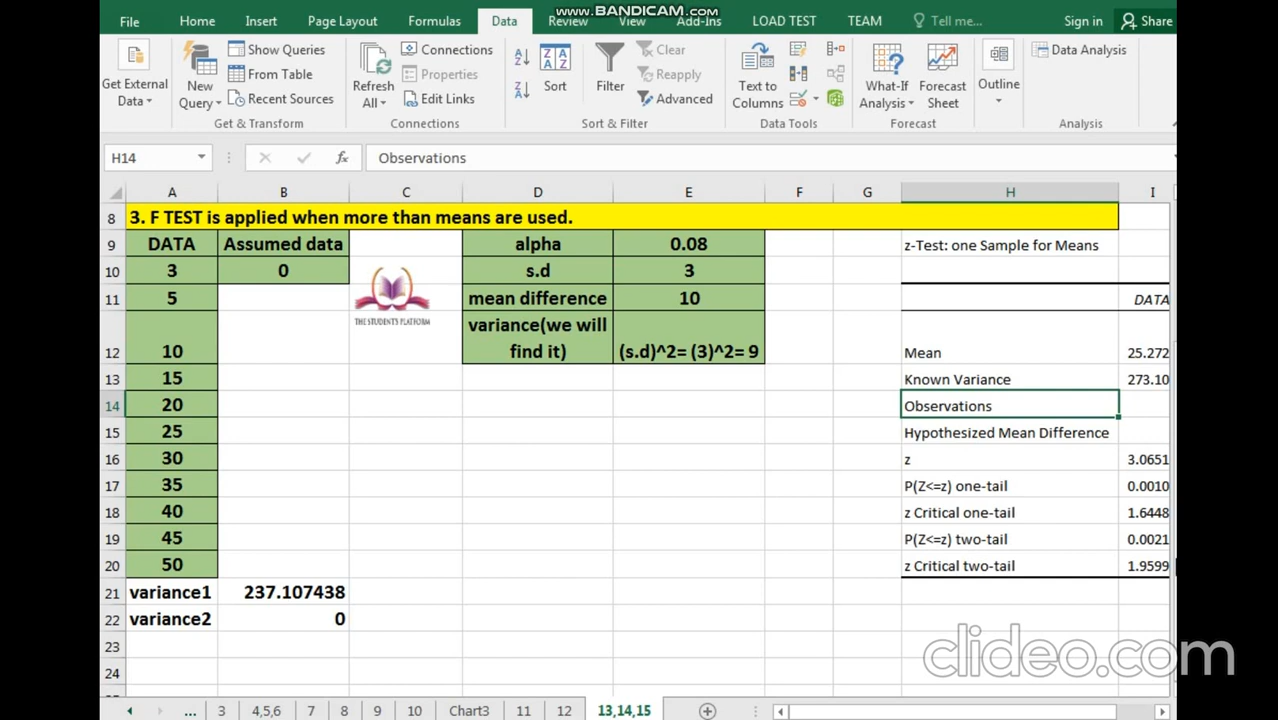 www.BANDICAM.com
File Home Insert Page Layout Formulas Data Review View Add-Ins LOAD TEST TEAM Tell me... Sign in Share
Get External Data
New Query
Show Queries
From Table
Recent Sources
Get & Transform
Refresh All
Connections
Properties
Edit Links
Connections
Sort
Filter
Clear
Reapply
Advanced
Sort & Filter
Text to Columns
Data Tools
What-If Analysis
Forecast Sheet
Forecast
Outline
Data Analysis
Analysis
H14 fx Observations
A B C D E F G H I
8 3. F TEST is applied when more than means are used.
9 DATA Assumed data alpha 0.08 z-Test: one Sample for Means
10 3 0 s.d 3
11 5 mean difference 10 DATA
THE STUDENT'S PLATFORM
12 10 variance(we will find it) (s.d)^2= (3)^2= 9 Mean 25.272
13 15 Known Variance 273.10
14 20 Observations
15 25 Hypothesized Mean Difference
16 30 z 3.0651
17 35 P(Z<=z) one-tail 0.0010
18 40 z Critical one-tail 1.6448
19 45 P(Z<=z) two-tail 0.0021
20 50 z Critical two-tail 1.9599
21 variance1 237.107438
22 variance2 0
23
24
clideo.com
... 3 4,5,6 7 8 9 10 Chart3 11 12 13,14,15